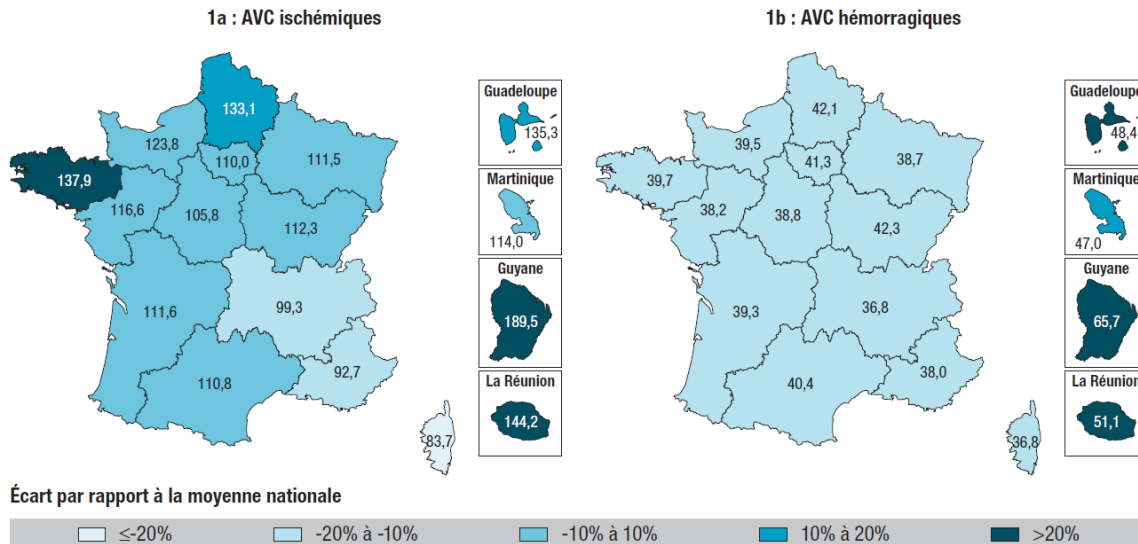 1a : AVC ischémiques
133,1
123,8
110,0
111,5
137,9
116,6
105,8
112,3
111,6
99,3
110,8
92,7
83,7
Guadeloupe
135,3
Martinique
114,0
Guyane
189,5
La Réunion
144,2
1b : AVC hémorragiques
42,1
39,5
41,3
38,7
39,7
38,2
38,8
42,3
39,3
36,8
40,4
38,0
36,8
Guadeloupe
48,4
Martinique
47,0
Guyane
65,7
La Réunion
51,1
Écart par rapport à la moyenne nationale
≤-20% -20% à -10% -10% à 10% 10% à 20% >20%